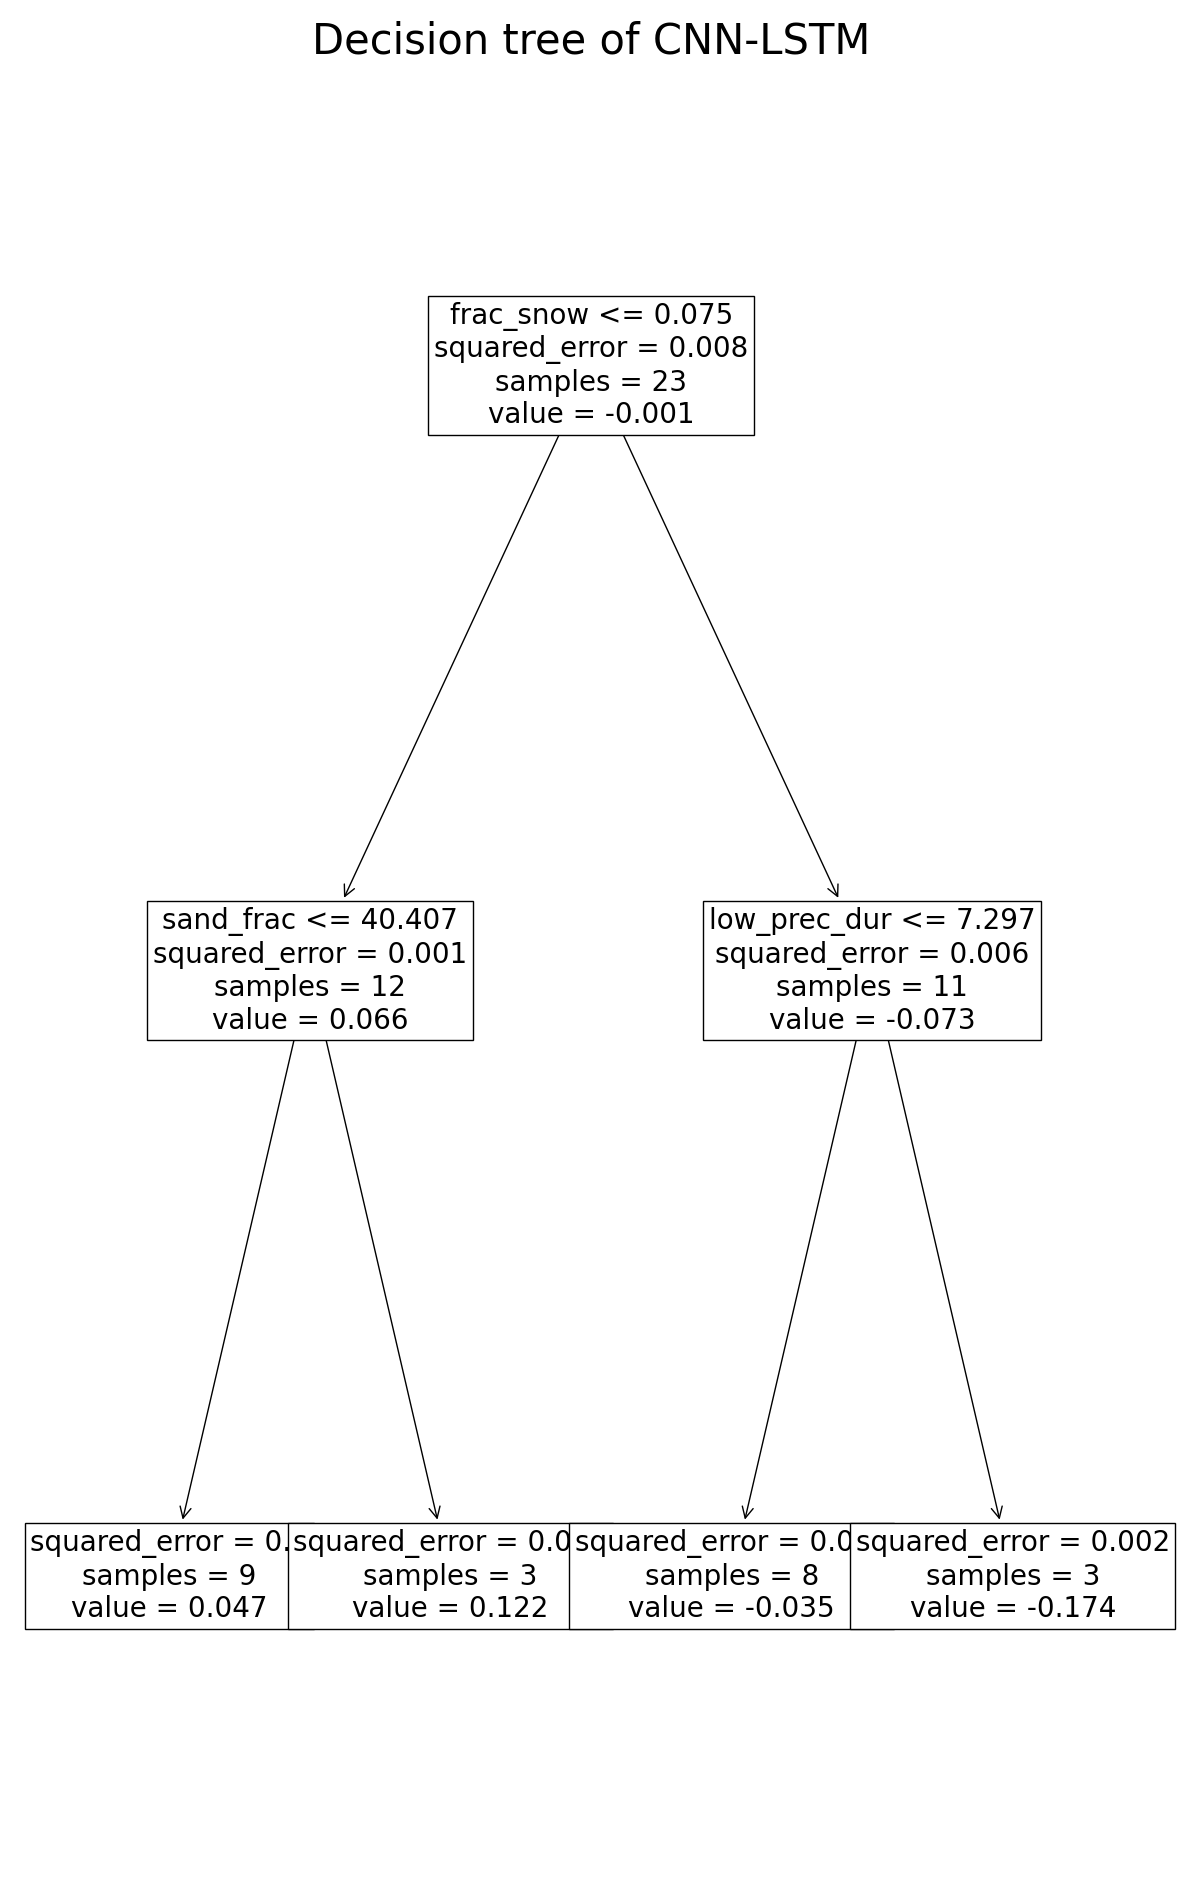 Decision tree of CNN-LSTM
frac_snow <= 0.075
squared_error = 0.008
samples = 23
value = -0.001
sand_frac <= 40.407
squared_error = 0.001
samples = 12
value = 0.066
low_prec_dur <= 7.297
squared_error = 0.006
samples = 11
value = -0.073
squared_error = 0.
samples = 9
value = 0.047
squared_error = 0.0
samples = 3
value = 0.122
squared_error = 0.0
samples = 8
value = -0.035
squared_error = 0.002
samples = 3
value = -0.174